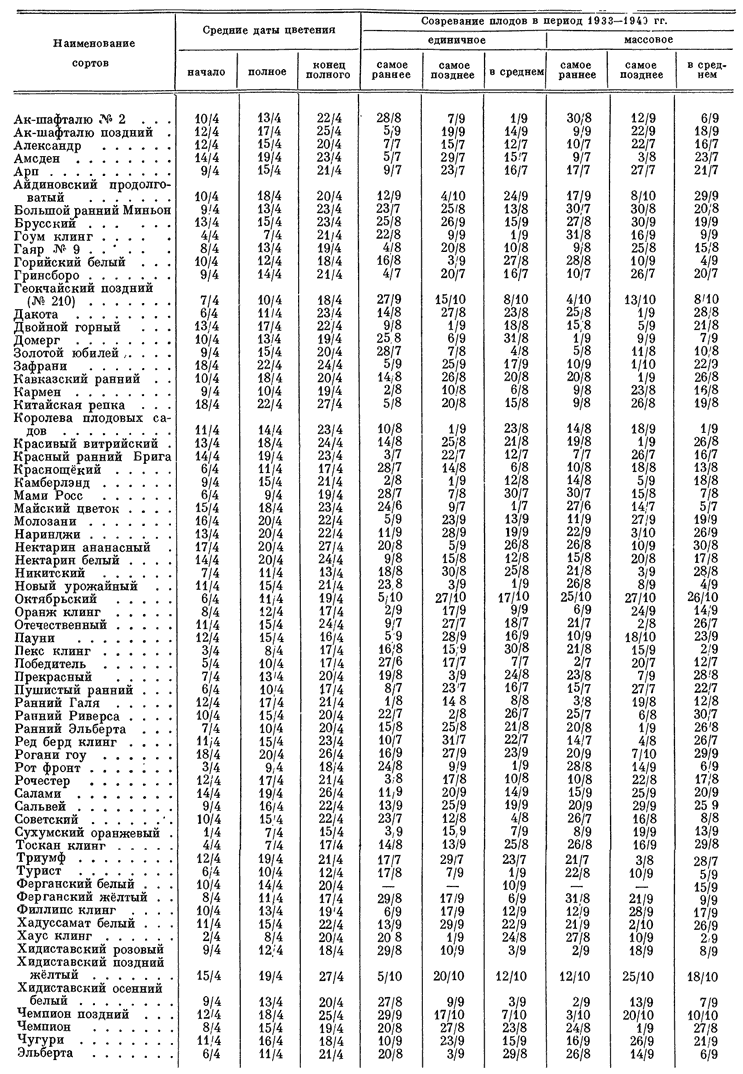 Наименование сортов | Средние даты цветения | Созревание плодов в период 1933—1940 гг.
единичное | массовое
начало | полное | конец полного | самое раннее | самое позднее | в среднем | самое раннее | самое позднее | в среднем
Ак-шафталю № 2 . . . 10/4 13/4 22/4 28/8 7/9 1/9 30/8 12/9 6/9
Ак-шафталю поздний . 12/4 17/4 25/4 5/9 19/9 14/9 9/9 22/9 18/9
Александр . . . . . . . 12/4 15/4 20/4 7/7 15/7 12/7 10/7 22/7 16/7
Амсден . . . . . . . . 14/4 19/4 23/4 5/7 29/7 15/7 9/7 3/8 23/7
Арп . . . . . . . . . . 9/4 15/4 21/4 9/7 23/7 16/7 17/7 27/7 21/7
Айдиновский продолго-
ватый . . . . . . . 10/4 18/4 20/4 12/9 4/10 24/9 17/9 8/10 29/9
Большой ранний Миньон 9/4 13/4 23/4 23/7 25/8 13/8 30/7 30/8 20/8
Брусский . . . . . . . 13/4 15/4 23/4 25/8 26/9 15/9 27/8 30/9 19/9
Гоум клинг . . . . . . 4/4 7/4 21/4 22/8 9/9 1/9 31/8 16/9 9/9
Гаяр № 9 . . . . . . . 8/4 13/4 19/4 4/8 20/8 10/8 9/8 25/8 15/8
Горийский белый . . . 10/4 12/4 18/4 16/8 3/9 27/8 28/8 10/9 4/9
Гринсборо . . . . . . . 9/4 14/4 21/4 4/7 20/7 16/7 10/7 26/7 20/7
Геокчайский поздний
(№ 210) . . . . . . . 7/4 10/4 18/4 27/9 15/10 8/10 4/10 13/10 8/10
Дакота . . . . . . . . 6/4 11/4 23/4 14/8 27/8 23/8 25/8 1/9 28/8
Двойной горный . . . 13/4 17/4 22/4 9/8 1/9 18/8 15/8 5/9 21/8
Домерг . . . . . . . . 10/4 13/4 19/4 25 8 6/9 31/8 1/9 9/9 7/9
Золотой юбилей . . . . 9/4 15/4 20/4 28/7 7/8 4/8 5/8 11/8 10/8
Зафрани . . . . . . . . 18/4 22/4 24/4 5/9 25/9 17/9 10/9 1/10 22/9
Кавказский ранний . . 10/4 18/4 20/4 14/8 26/8 20/8 20/8 1/9 26/8
Кармен . . . . . . . . 9/4 10/4 19/4 2/8 10/8 6/8 9/8 23/8 16/8
Китайская репка . . . 18/4 22/4 27/4 5/8 20/8 15/8 9/8 26/8 19/8
Королева плодовых са-
дов . . . . . . . . . 11/4 14/4 23/4 10/8 1/9 23/8 14/8 18/9 1/9
Красивый витрийский . 13/4 18/4 24/4 14/8 25/8 21/8 19/8 1/9 26/8
Красный ранний Брига 14/4 19/4 23/4 3/7 22/7 12/7 7/7 26/7 16/7
Краснощёкий . . . . . 6/4 11/4 17/4 28/7 14/8 6/8 10/8 18/8 13/8
Камберлэнд . . . . . . 9/4 15/4 21/4 2/8 1/9 12/8 14/8 5/9 18/8
Мами Росс . . . . . . 6/4 9/4 19/4 28/7 7/8 30/7 30/7 15/8 7/8
Майский цветок . . . . 15/4 18/4 23/4 24/6 9/7 1/7 27/6 14/7 5/7
Молозани . . . . . . . 16/4 20/4 22/4 5/9 23/9 13/9 11/9 27/9 19/9
Наринджи . . . . . . . 13/4 20/4 22/4 11/9 28/9 19/9 22/9 3/10 26/9
Нектарин ананасный . 17/4 20/4 27/4 20/8 5/9 26/8 26/8 10/9 30/8
Нектарин белый . . . . 14/4 20/4 24/4 9/8 15/8 12/8 15/8 20/8 17/8
Никитский . . . . . . . 7/4 11/4 13/4 18/8 30/8 25/8 21/8 3/9 28/8
Новый урожайный . . 11/4 15/4 21/4 23 8 3/9 1/9 26/8 8/9 4/9
Октябрьский . . . . . 6/4 11/4 19/4 5/10 27/10 17/10 25/10 27/10 26/10
Оранж клинг . . . . . 8/4 12/4 17/4 2/9 17/9 9/9 6/9 24/9 14/9
Отечественный . . . . 11/4 15/4 24/4 9/7 27/7 18/7 21/7 2/8 26/7
Пауни . . . . . . . . 12/4 15/4 16/4 5 9 28/9 16/9 10/9 18/10 23/9
Пекс клинг . . . . . . 3/4 8/4 17/4 16/8 15/9 30/8 21/8 15/9 2/9
Победитель . . . . . . 5/4 10/4 17/4 27/6 17/7 7/7 2/7 20/7 12/7
Прекрасный . . . . . . 7/4 13/4 20/4 19/8 3/9 24/8 23/8 7/9 28/8
Пушистый ранний . . . 6/4 10/4 17/4 8/7 23/7 16/7 15/7 27/7 22/7
Ранний Галя . . . . . 12/4 17/4 21/4 1/8 14 8 8/8 3/8 19/8 12/8
Ранний Риверса . . . . 10/4 15/4 20/4 22/7 2/8 26/7 25/7 6/8 30/7
Ранний Эльберта . . . 7/4 10/4 20/4 15/8 25/8 21/8 20/8 1/9 26/8
Ред берд клинг . . . . 11/4 15/4 23/4 10/7 31/7 22/7 14/7 4/8 26/7
Рогани гоу . . . . . . 18/4 20/4 26/4 16/9 27/9 23/9 20/9 7/10 29/9
Рот фронт . . . . . . . 3/4 9/4 18/4 24/8 9/9 1/9 28/8 14/9 6/9
Рочестер . . . . . . . 12/4 17/4 21/4 3/8 17/8 10/8 10/8 22/8 17/8
Салами . . . . . . . . 14/4 19/4 26/4 11/9 20/9 14/9 15/9 25/9 20/9
Сальвей . . . . . . . . 9/4 16/4 22/4 13/9 25/9 19/9 20/9 29/9 25 9
Советский . . . . . . . 10/4 15/4 22/4 23/7 12/8 4/8 26/7 16/8 8/8
Сухумский оранжевый . 1/4 7/4 15/4 3/9 15/9 7/9 8/9 19/9 13/9
Тоскан клинг . . . . . 4/4 7/4 17/4 14/8 13/9 25/8 26/8 16/9 29/8
Триумф . . . . . . . . 12/4 19/4 21/4 17/7 29/7 23/7 21/7 3/8 28/7
Турист . . . . . . . . 6/4 10/4 12/4 17/8 7/9 1/9 22/8 10/9 5/9
Ферганский белый . . . 10/4 14/4 20/4 — — 10/9 — — 15/9
Ферганский жёлтый . . 8/4 11/4 17/4 29/8 17/9 6/9 31/8 21/9 9/9
Филлипс клинг . . . . 10/4 13/4 19/4 6/9 17/9 12/9 12/9 28/9 17/9
Хадуссамат белый . . . 11/4 15/4 22/4 13/9 29/9 22/9 21/9 2/10 26/9
Хаус клинг . . . . . . 2/4 8/4 20/4 20 8 1/9 24/8 27/8 10/9 2/9
Хидиставский розовый 9/4 12/4 18/4 29/8 10/9 3/9 2/9 18/9 8/9
Хидиставский поздний
жёлтый . . . . . . . 15/4 19/4 27/4 5/10 20/10 12/10 12/10 25/10 18/10
Хидиставский осенний
белый . . . . . . . . 9/4 13/4 20/4 27/8 9/9 3/9 2/9 13/9 7/9
Чемпион поздний . . . 12/4 18/4 25/4 29/9 17/10 7/10 3/10 20/10 10/10
Чемпион . . . . . . . 8/4 15/4 19/4 20/8 27/8 23/8 24/8 1/9 27/8
Чугури . . . . . . . . 11/4 16/4 18/4 10/9 23/9 15/9 16/9 26/9 21/9
Эльберта . . . . . . . 6/4 11/4 21/4 20/8 3/9 29/8 26/8 14/9 6/9